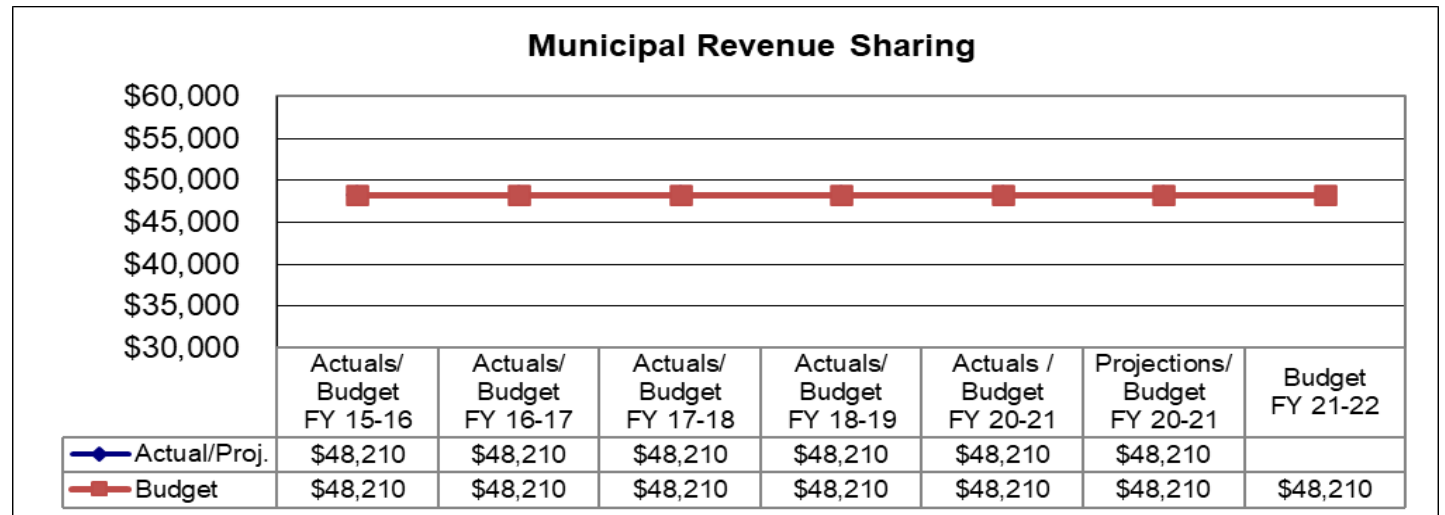 Municipal Revenue Sharing
$60,000
$55,000
$50,000
$45,000
$40,000
$35,000
$30,000
Actuals/ Budget FY 15-16
Actuals/ Budget FY 16-17
Actuals/ Budget FY 17-18
Actuals/ Budget FY 18-19
Actuals / Budget FY 20-21
Projections/ Budget FY 20-21
Budget FY 21-22
Actual/Proj. $48,210 $48,210 $48,210 $48,210 $48,210 $48,210
Budget $48,210 $48,210 $48,210 $48,210 $48,210 $48,210 $48,210